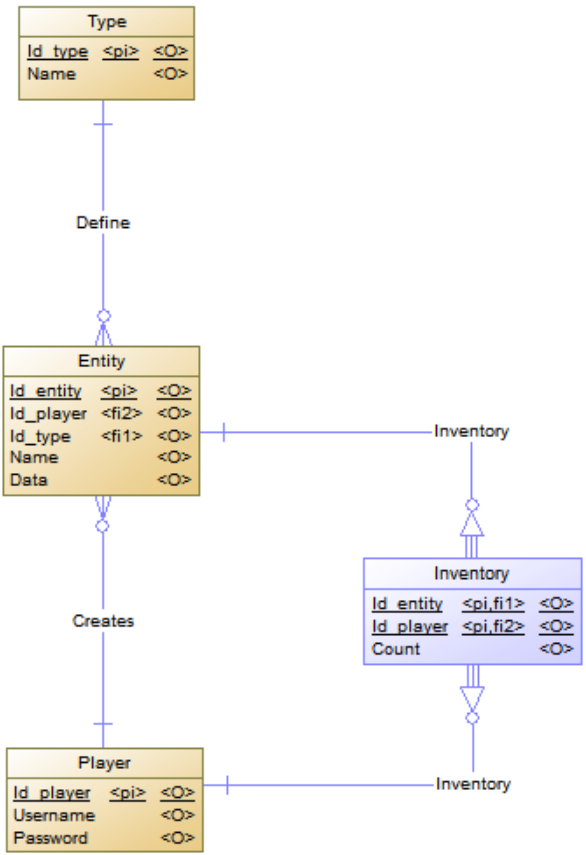 Type
Id_type <pi> <O>
Name <O>
Define
Entity
Id_entity <pi> <O>
Id_player <fi2> <O>
Id_type <fi1> <O>
Name <O>
Data <O>
Inventory
Inventory
Id_entity <pi,fi1> <O>
Id_player <pi,fi2> <O>
Count <O>
Creates
Player
Id_player <pi> <O>
Username <O>
Password <O>
Inventory